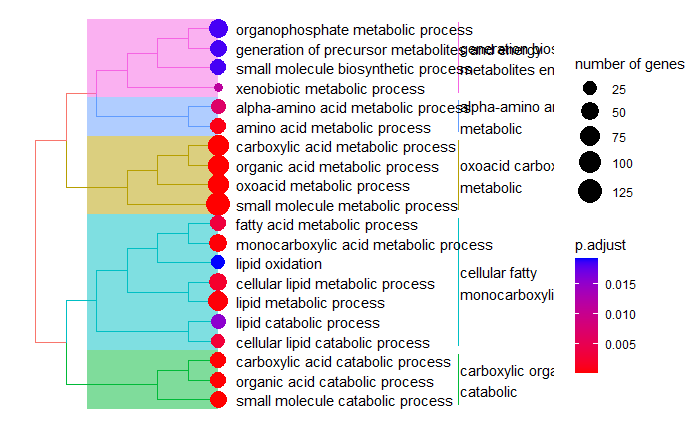 organophosphate metabolic process
generation of precursor metabolites and energy
small molecule biosynthetic process
xenobiotic metabolic process
alpha-amino acid metabolic process
amino acid metabolic process
carboxylic acid metabolic process
organic acid metabolic process
oxoacid metabolic process
small molecule metabolic process
fatty acid metabolic process
monocarboxylic acid metabolic process
lipid oxidation
cellular lipid metabolic process
lipid metabolic process
lipid catabolic process
cellular lipid catabolic process
carboxylic acid catabolic process
organic acid catabolic process
small molecule catabolic process
generation bios
metabolites en
alpha-amino ar
metabolic
oxoacid carbox
metabolic
cellular fatty
monocarboxyli
carboxylic orga
catabolic
number of genes
25
50
75
100
125
p.adjust
0.015
0.010
0.005